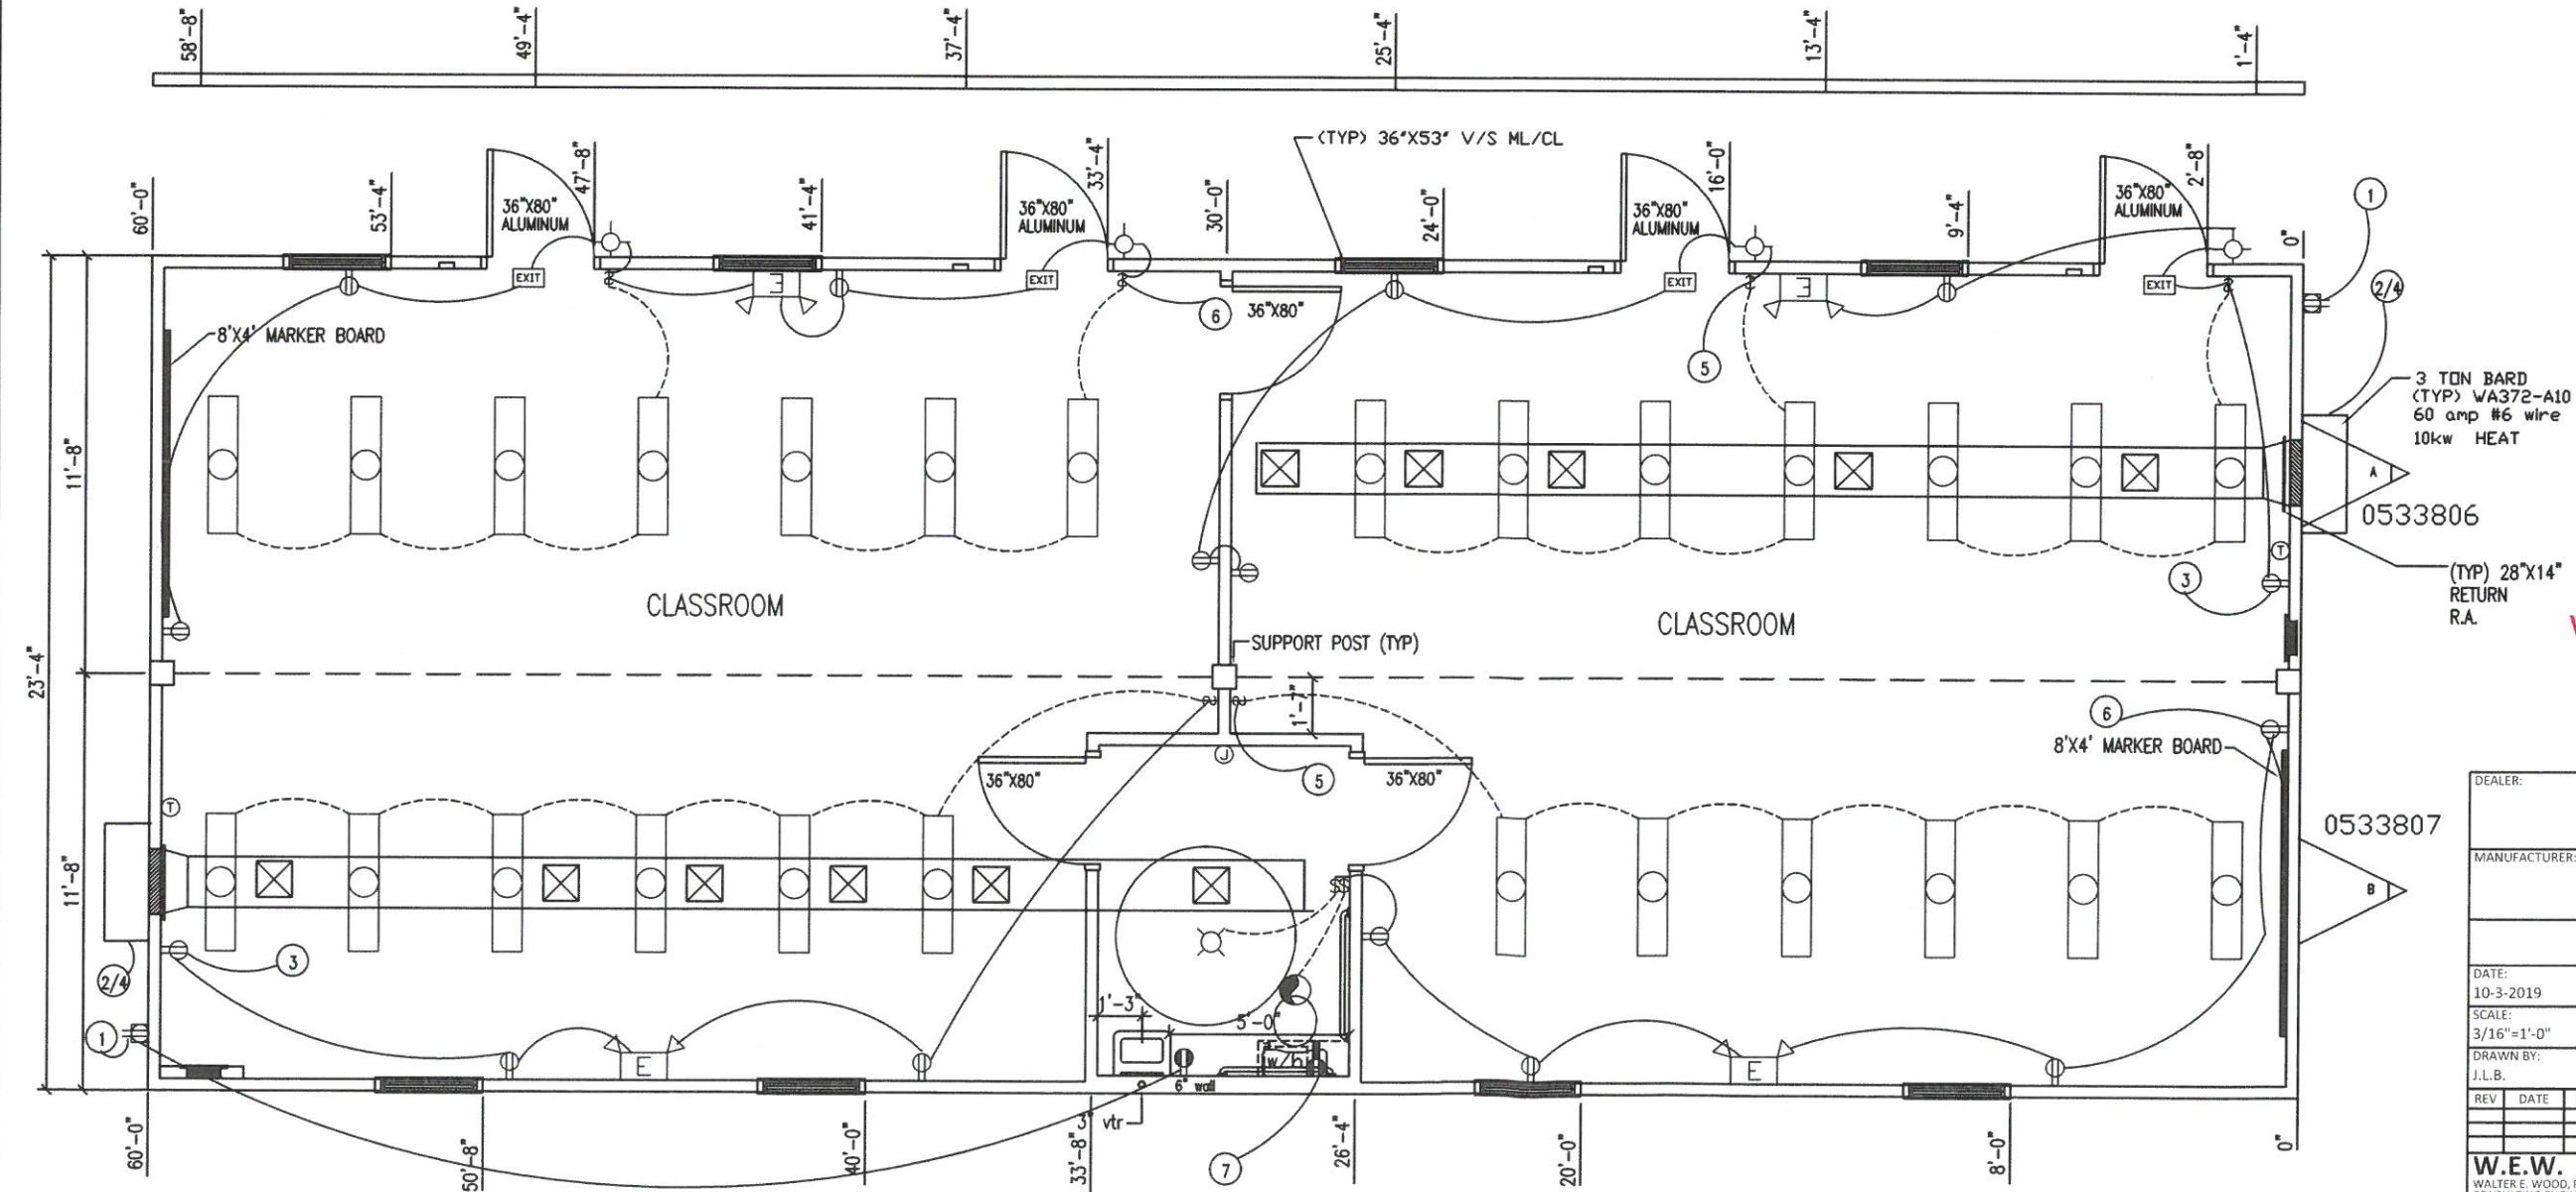 58'-8"
49'-4"
37'-4"
25'-4"
13'-4"
1'-4"
(TYP) 36"X53" V/S ML/CL
60'-0"
53'-4"
36"X80"
ALUMINUM
47'-8"
41'-4"
36"X80"
ALUMINUM
33'-4"
30'-0"
24'-0"
36"X80"
ALUMINUM
16'-0"
9'-4"
36"X80"
ALUMINUM
2'-8"
0"
1
2/4
EXIT
E
EXIT
EXIT
E
EXIT
6
36"X80"
5
8'X4' MARKER BOARD
3 TON BARD
(TYP) WA372-A10
60 amp #6 wire
10kw HEAT
A
0533806
11'-8"
23'-4"
T
3
(TYP) 28"X14"
RETURN
R.A.
CLASSROOM
CLASSROOM
SUPPORT POST (TYP)
1'-7"
6
8'X4' MARKER BOARD
J
36"X80"
5
36"X80"
T
0533807
B
11'-8"
3
2/4
1
$$
1'-3"
5'-0"
E
w/h
E
6" wall
vtr
3"
7
60'-0"
50'-8"
40'-0"
33'-8"
26'-4"
20'-0"
8'-0"
0"
DEALER:
MANUFACTURER:
DATE:
10-3-2019
SCALE:
3/16"=1'-0"
DRAWN BY:
J.L.B.
REV DATE
W.E.W.
WALTER E. WOOD,